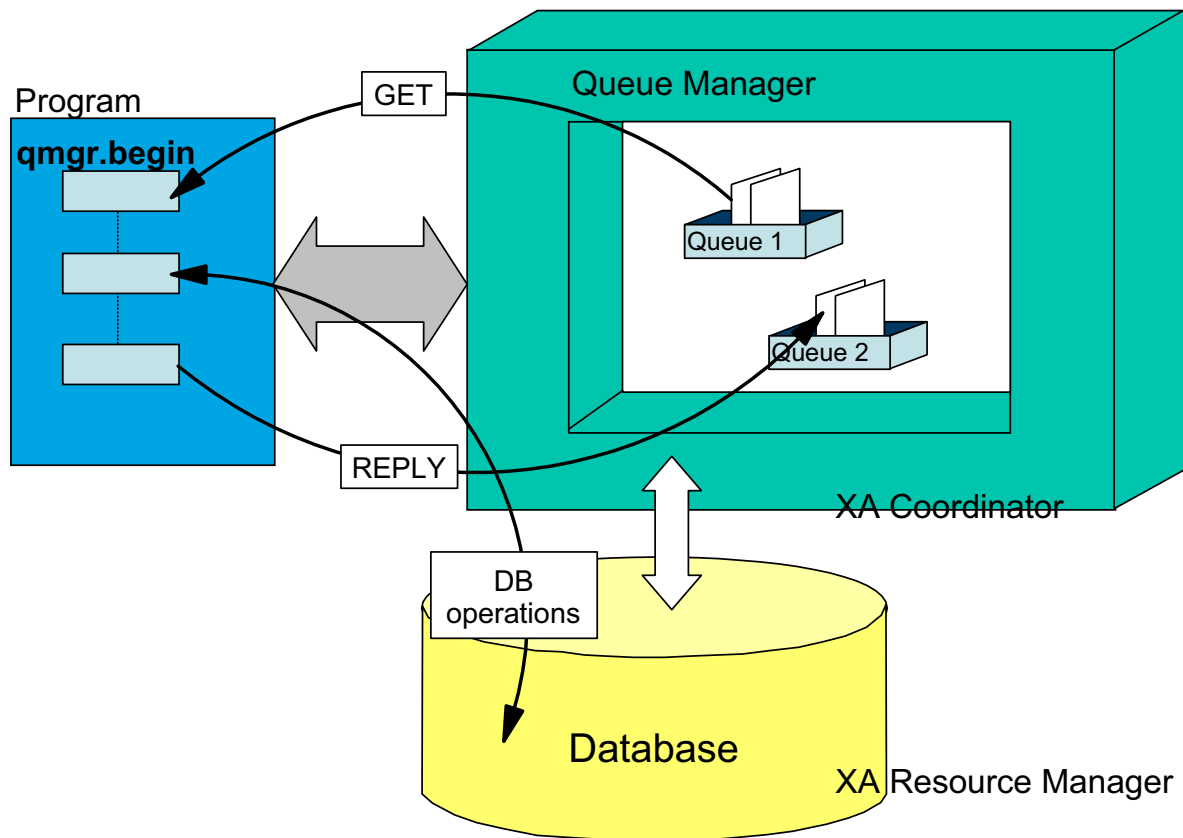 Program
qmgr.begin
GET
Queue Manager
Queue 1
Queue 2
REPLY
XA Coordinator
DB
operations
Database
XA Resource Manager